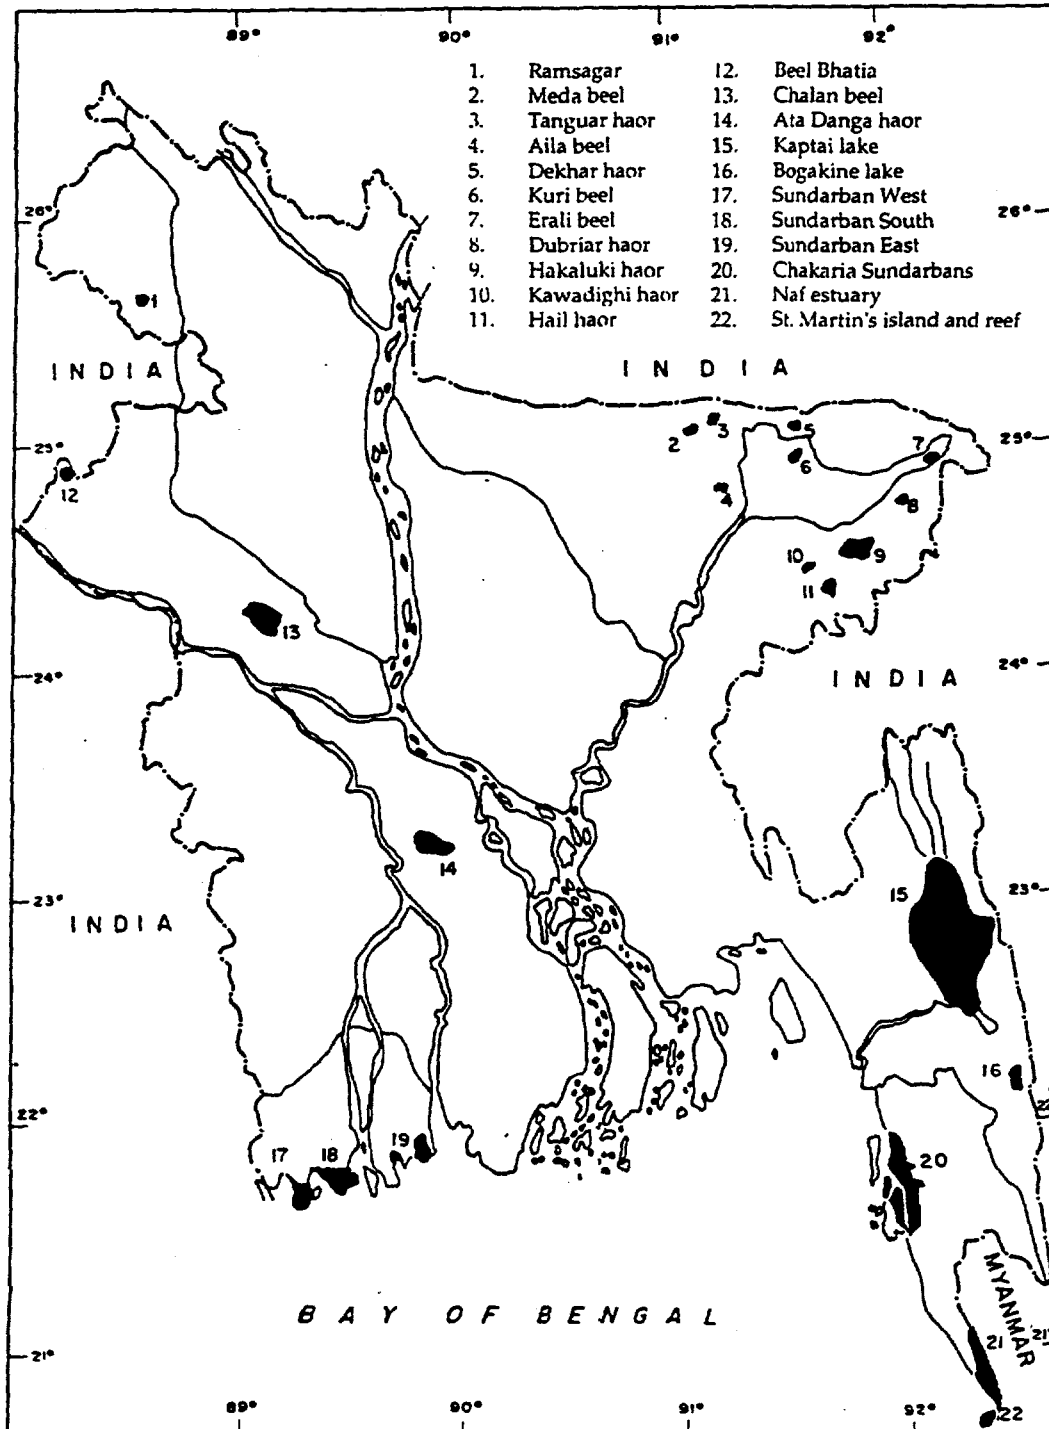 89° 90° 91° 92°
1. Ramsagar 12. Beel Bhatia
2. Meda beel 13. Chalan beel
3. Tanguar haor 14. Ata Danga haor
4. Aila beel 15. Kaptai lake
5. Dekhar haor 16. Bogakine lake
6. Kuri beel 17. Sundarban West
7. Erali beel 18. Sundarban South
8. Dubriar haor 19. Sundarban East
9. Hakaluki haor 20. Chakaria Sundarbans
10. Kawadighi haor 21. Naf estuary
11. Hail haor 22. St. Martin's island and reef
26° 26°
1
INDIA INDIA
2 3 5
25° 25°
6 7
12 4 8
10 9
11
13
24° 24°
INDIA
14
15
23° 23°
INDIA
16
22° 22°
19
17 18 20
MYANMAR
BAY OF BENGAL
21 21°
21°
22
89° 90° 91° 92°